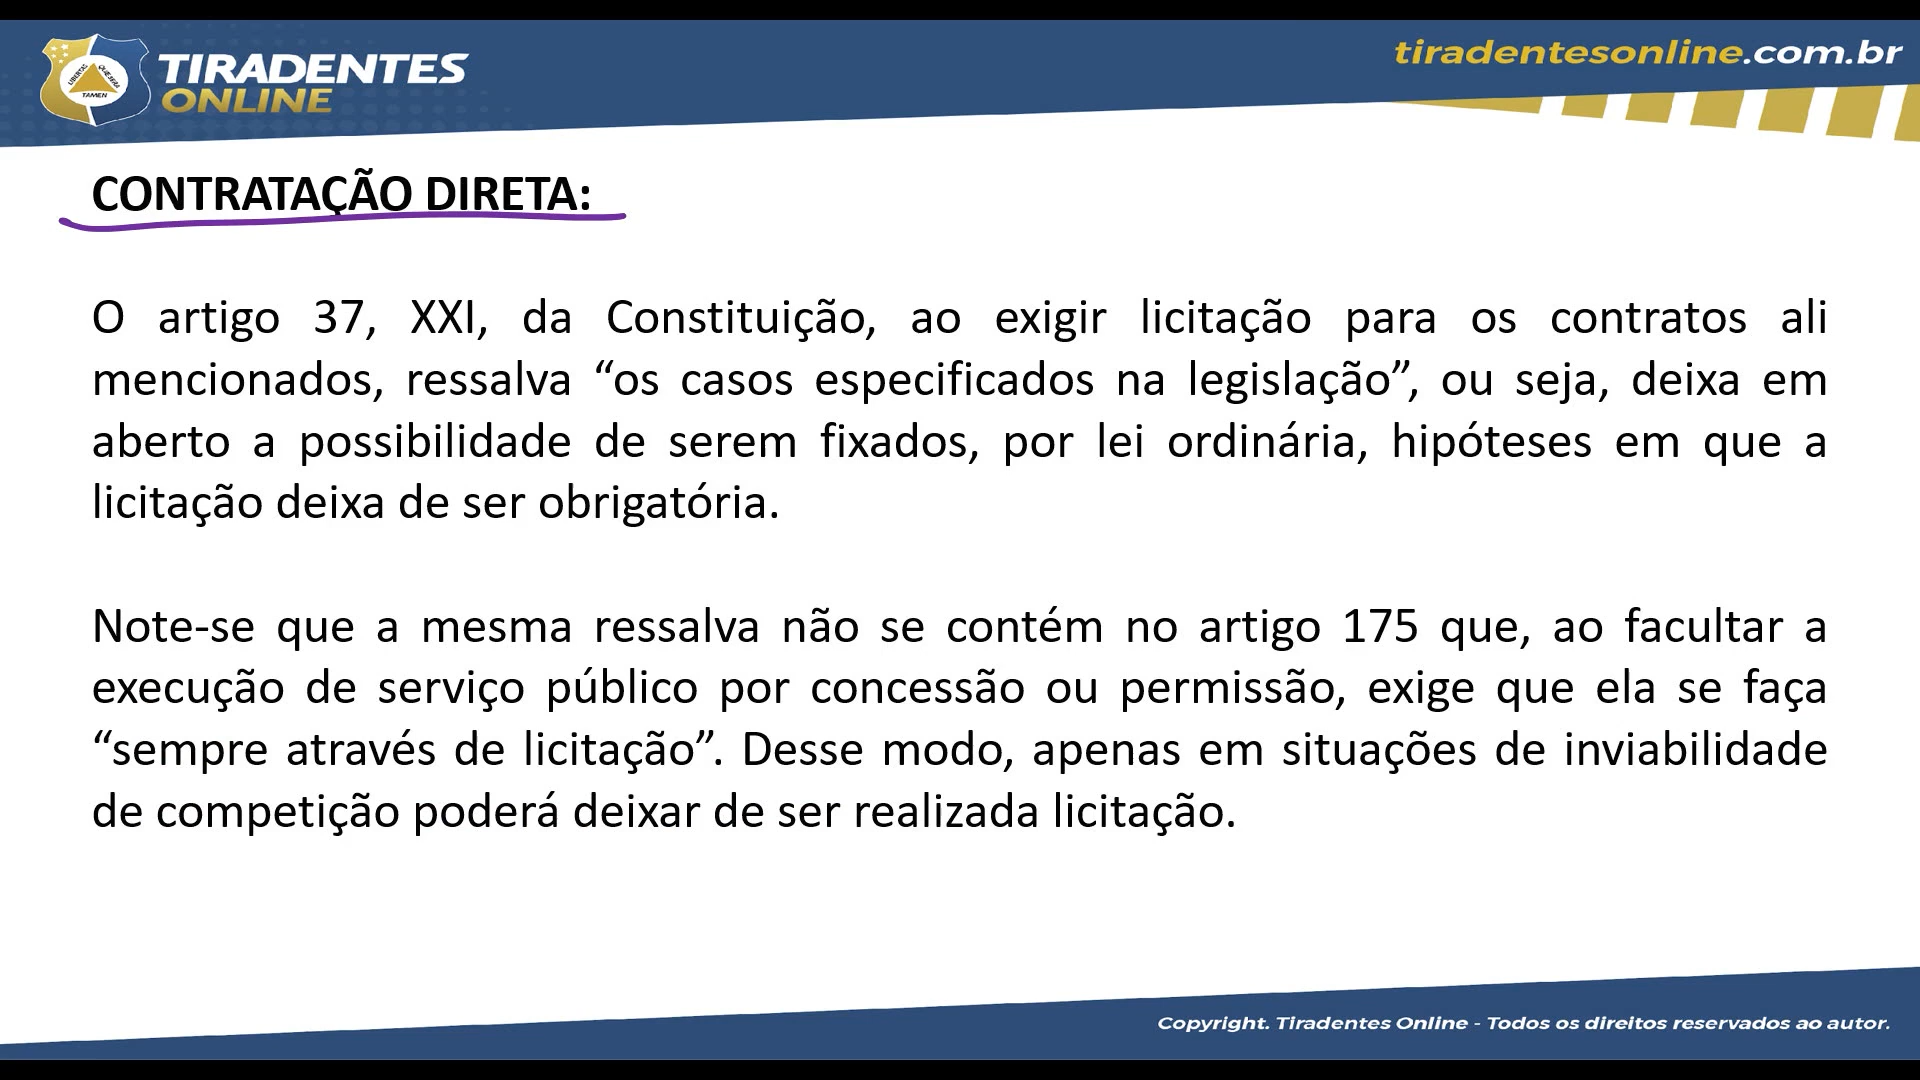 TIRADENTES
ONLINE
LIBERTAS
QUÆ SERA
TAMEN
tiradentesonline.com.br
CONTRATAÇÃO DIRETA:
O artigo 37, XXI, da Constituição, ao exigir licitação para os contratos ali
mencionados, ressalva “os casos especificados na legislação”, ou seja, deixa em
aberto a possibilidade de serem fixados, por lei ordinária, hipóteses em que a
licitação deixa de ser obrigatória.
Note-se que a mesma ressalva não se contém no artigo 175 que, ao facultar a
execução de serviço público por concessão ou permissão, exige que ela se faça
“sempre através de licitação”. Desse modo, apenas em situações de inviabilidade
de competição poderá deixar de ser realizada licitação.
Copyright. Tiradentes Online - Todos os direitos reservados ao autor.